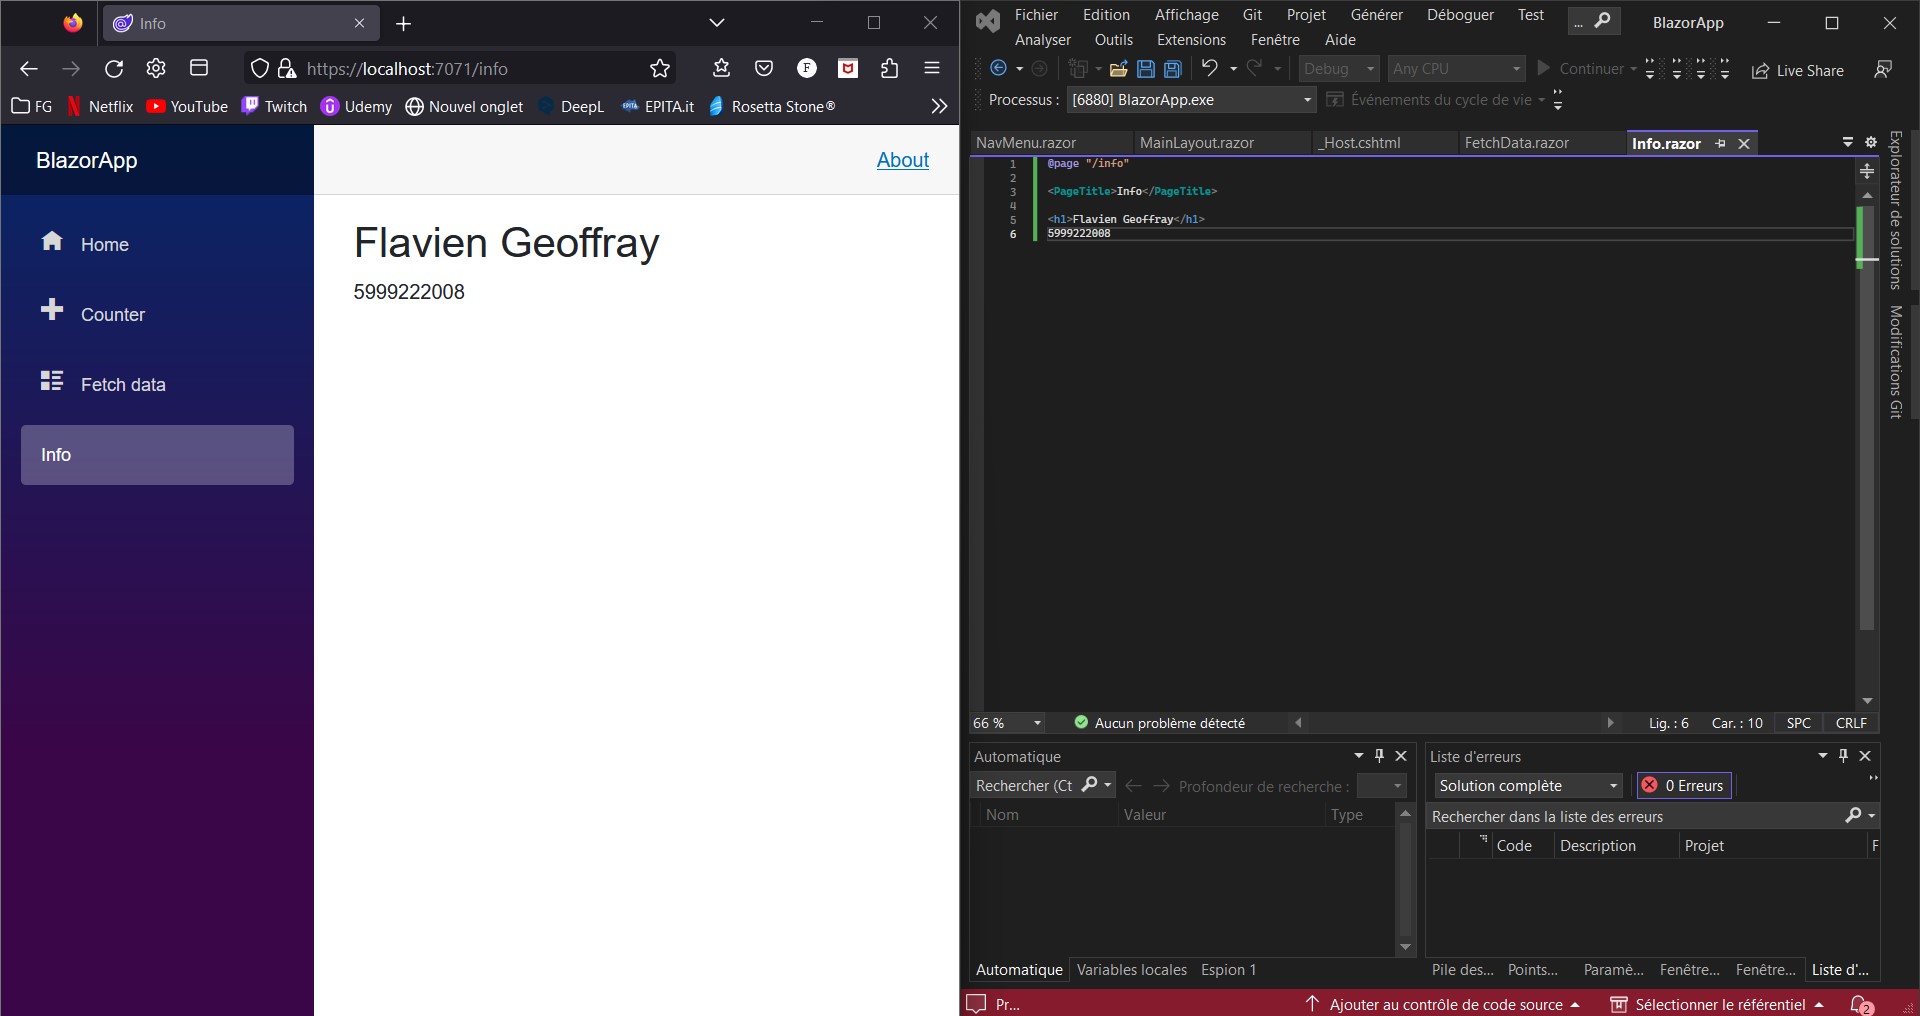 Info
https://localhost:7071/info
FG Netflix YouTube Twitch Udemy Nouvel onglet DeepL EPITA.it Rosetta Stone®
BlazorApp
About
Home
Counter
Fetch data
Info
Flavien Geoffray
5999222008
Fichier Edition Affichage Git Projet Générer Déboguer Test ... BlazorApp
Analyser Outils Extensions Fenêtre Aide
Debug Any CPU Continuer Live Share
Processus : [6880] BlazorApp.exe Événements du cycle de vie
NavMenu.razor MainLayout.razor _Host.cshtml FetchData.razor Info.razor
1 @page "/info"
2
3 <PageTitle>Info</PageTitle>
4
5 <h1>Flavien Geoffray</h1>
6 5999222008
Explorateur de solutions
Modifications Git
66 % Aucun problème détecté Lig. : 6 Car. : 10 SPC CRLF
Automatique
Rechercher (Ct Profondeur de recherche :
Nom Valeur Type
Automatique Variables locales Espion 1
Liste d'erreurs
Solution complète 0 Erreurs
Rechercher dans la liste des erreurs
Code Description Projet F
Pile des... Points... Paramè... Fenêtre... Fenêtre... Liste d'...
Pr... Ajouter au contrôle de code source Sélectionner le référentiel 2